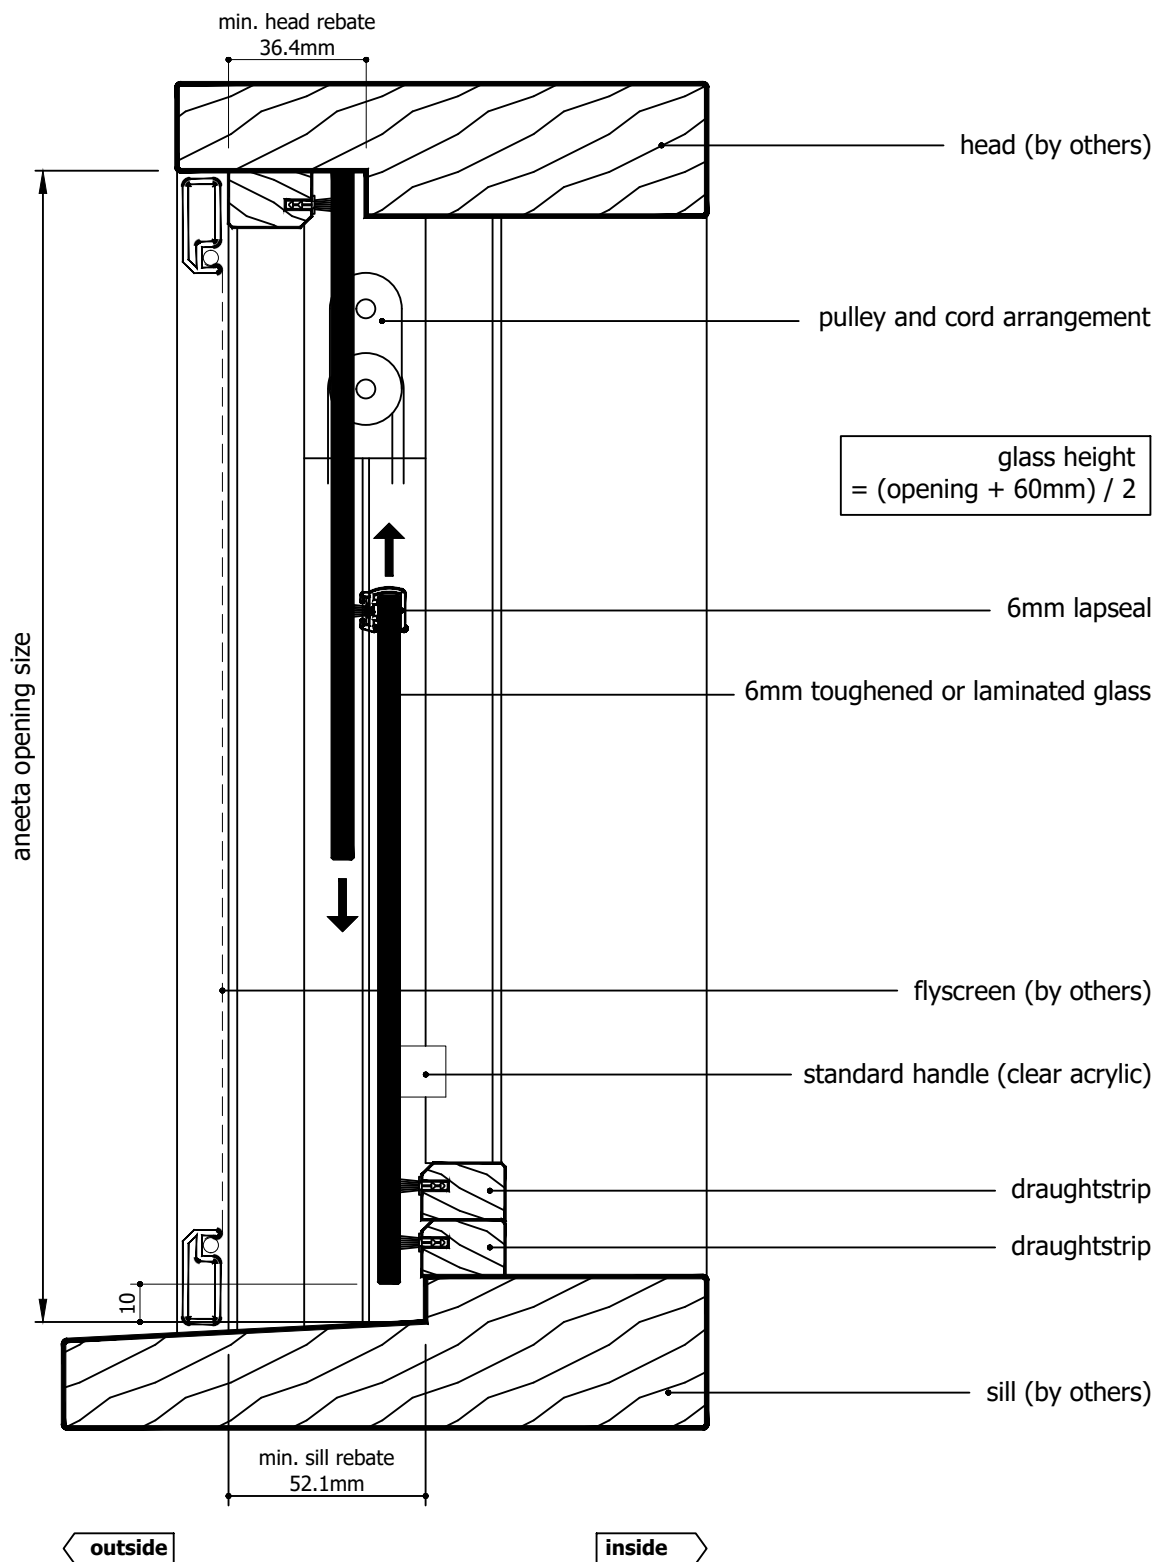 min. head rebate
36.4mm
head (by others)
pulley and cord arrangement
glass height
= (opening + 60mm) / 2
6mm lapseal
aneeta opening size
6mm toughened or laminated glass
flyscreen (by others)
standard handle (clear acrylic)
draughtstrip
draughtstrip
10
sill (by others)
min. sill rebate
52.1mm
outside
inside